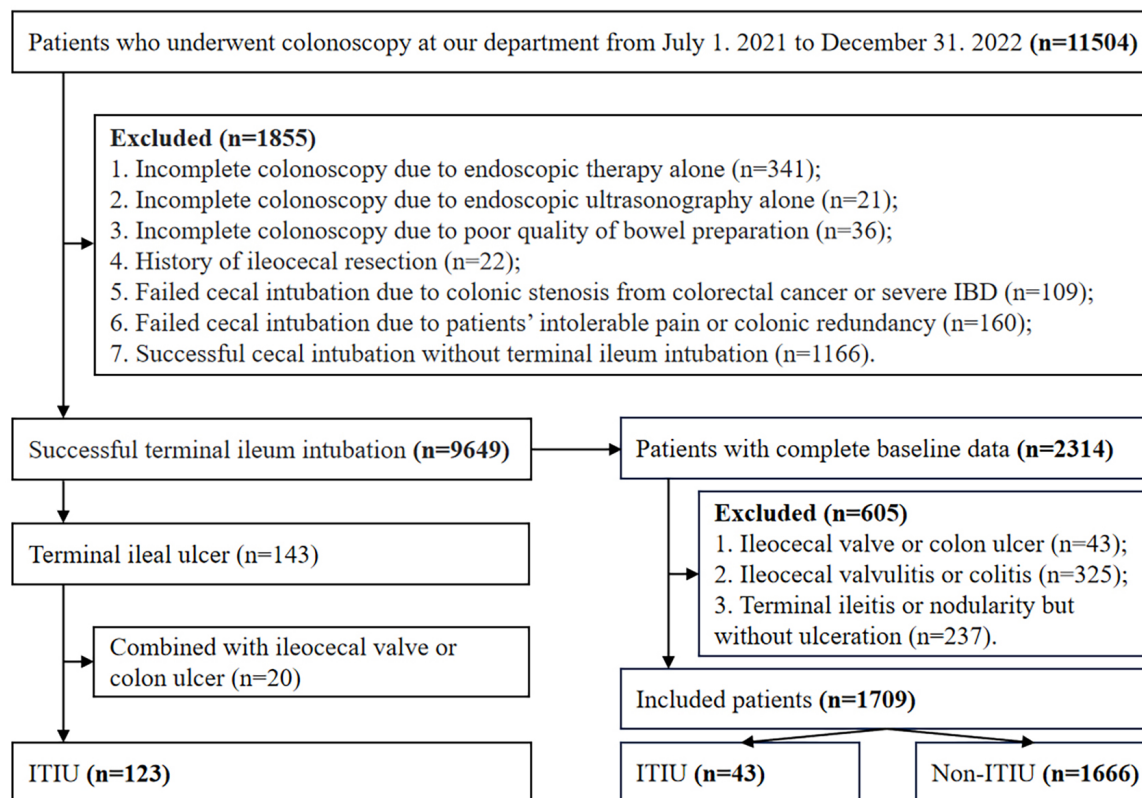 Patients who underwent colonoscopy at our department from July 1. 2021 to December 31. 2022 (n=11504)
Excluded (n=1855)
1. Incomplete colonoscopy due to endoscopic therapy alone (n=341);
2. Incomplete colonoscopy due to endoscopic ultrasonography alone (n=21);
3. Incomplete colonoscopy due to poor quality of bowel preparation (n=36);
4. History of ileocecal resection (n=22);
5. Failed cecal intubation due to colonic stenosis from colorectal cancer or severe IBD (n=109);
6. Failed cecal intubation due to patients’ intolerable pain or colonic redundancy (n=160);
7. Successful cecal intubation without terminal ileum intubation (n=1166).
Successful terminal ileum intubation (n=9649)
Patients with complete baseline data (n=2314)
Excluded (n=605)
1. Ileocecal valve or colon ulcer (n=43);
2. Ileocecal valvulitis or colitis (n=325);
3. Terminal ileitis or nodularity but
without ulceration (n=237).
Terminal ileal ulcer (n=143)
Combined with ileocecal valve or
colon ulcer (n=20)
Included patients (n=1709)
ITIU (n=123)
ITIU (n=43)
Non-ITIU (n=1666)